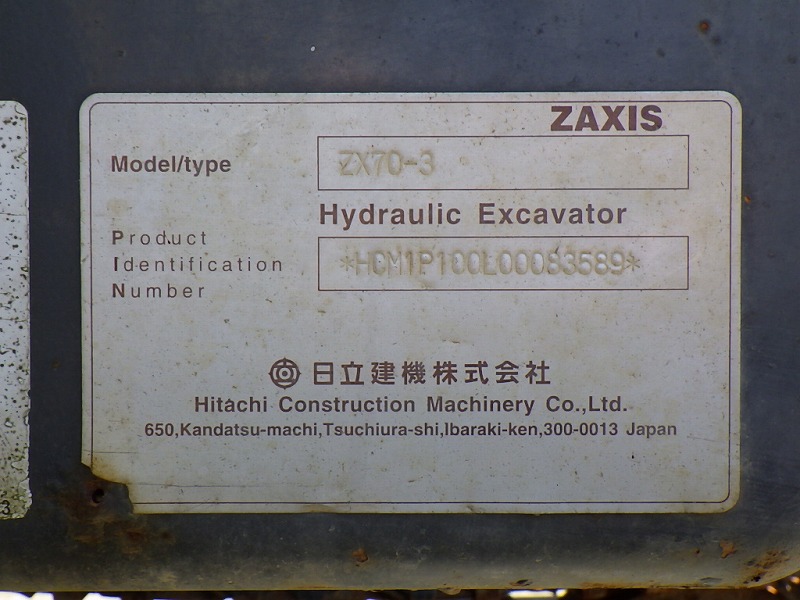 ZAXIS
Model/type ZX70-3
Hydraulic Excavator
Product
Identification *HCM1P100L00083589*
Number
日立建機株式会社
Hitachi Construction Machinery Co.,Ltd.
650,Kandatsu-machi,Tsuchiura-shi,Ibaraki-ken,300-0013 Japan
3